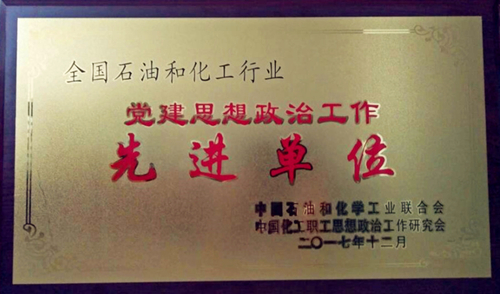 全国石油和化工行业
党建思想政治工作
先进单位
中国石油和化学工业联合会
中国化工职工思想政治工作研究会
二〇一七年十二月